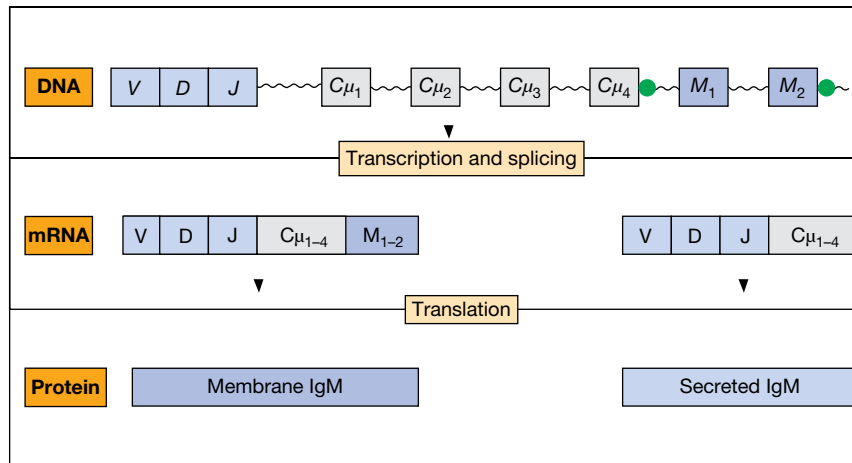 DNA V D J Cμ1 Cμ2 Cμ3 Cμ4 M1 M2
Transcription and splicing
mRNA V D J Cμ1–4 M1–2 V D J Cμ1–4
Translation
Protein Membrane IgM Secreted IgM